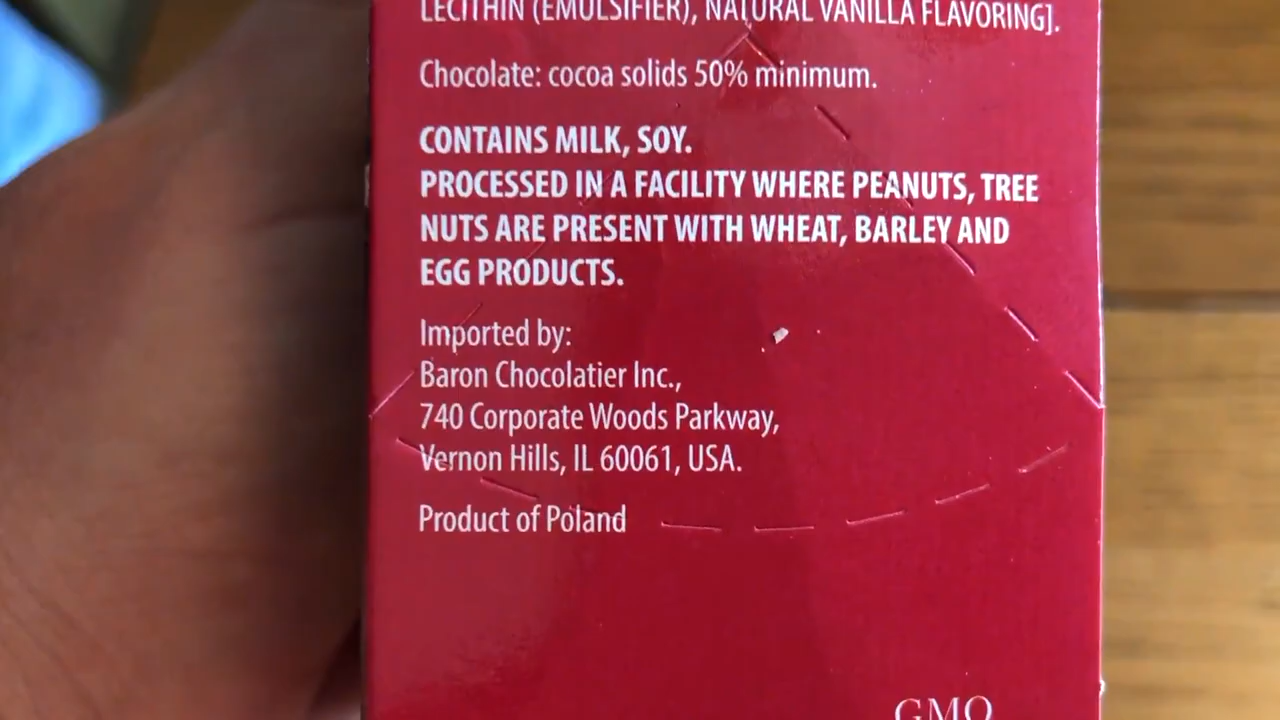 LECITHIN (EMULSIFIER), NATURAL VANILLA FLAVORING].
Chocolate: cocoa solids 50% minimum.
CONTAINS MILK, SOY.
PROCESSED IN A FACILITY WHERE PEANUTS, TREE
NUTS ARE PRESENT WITH WHEAT, BARLEY AND
EGG PRODUCTS.
Imported by:
Baron Chocolatier Inc.,
740 Corporate Woods Parkway,
Vernon Hills, IL 60061, USA.
Product of Poland
GMO